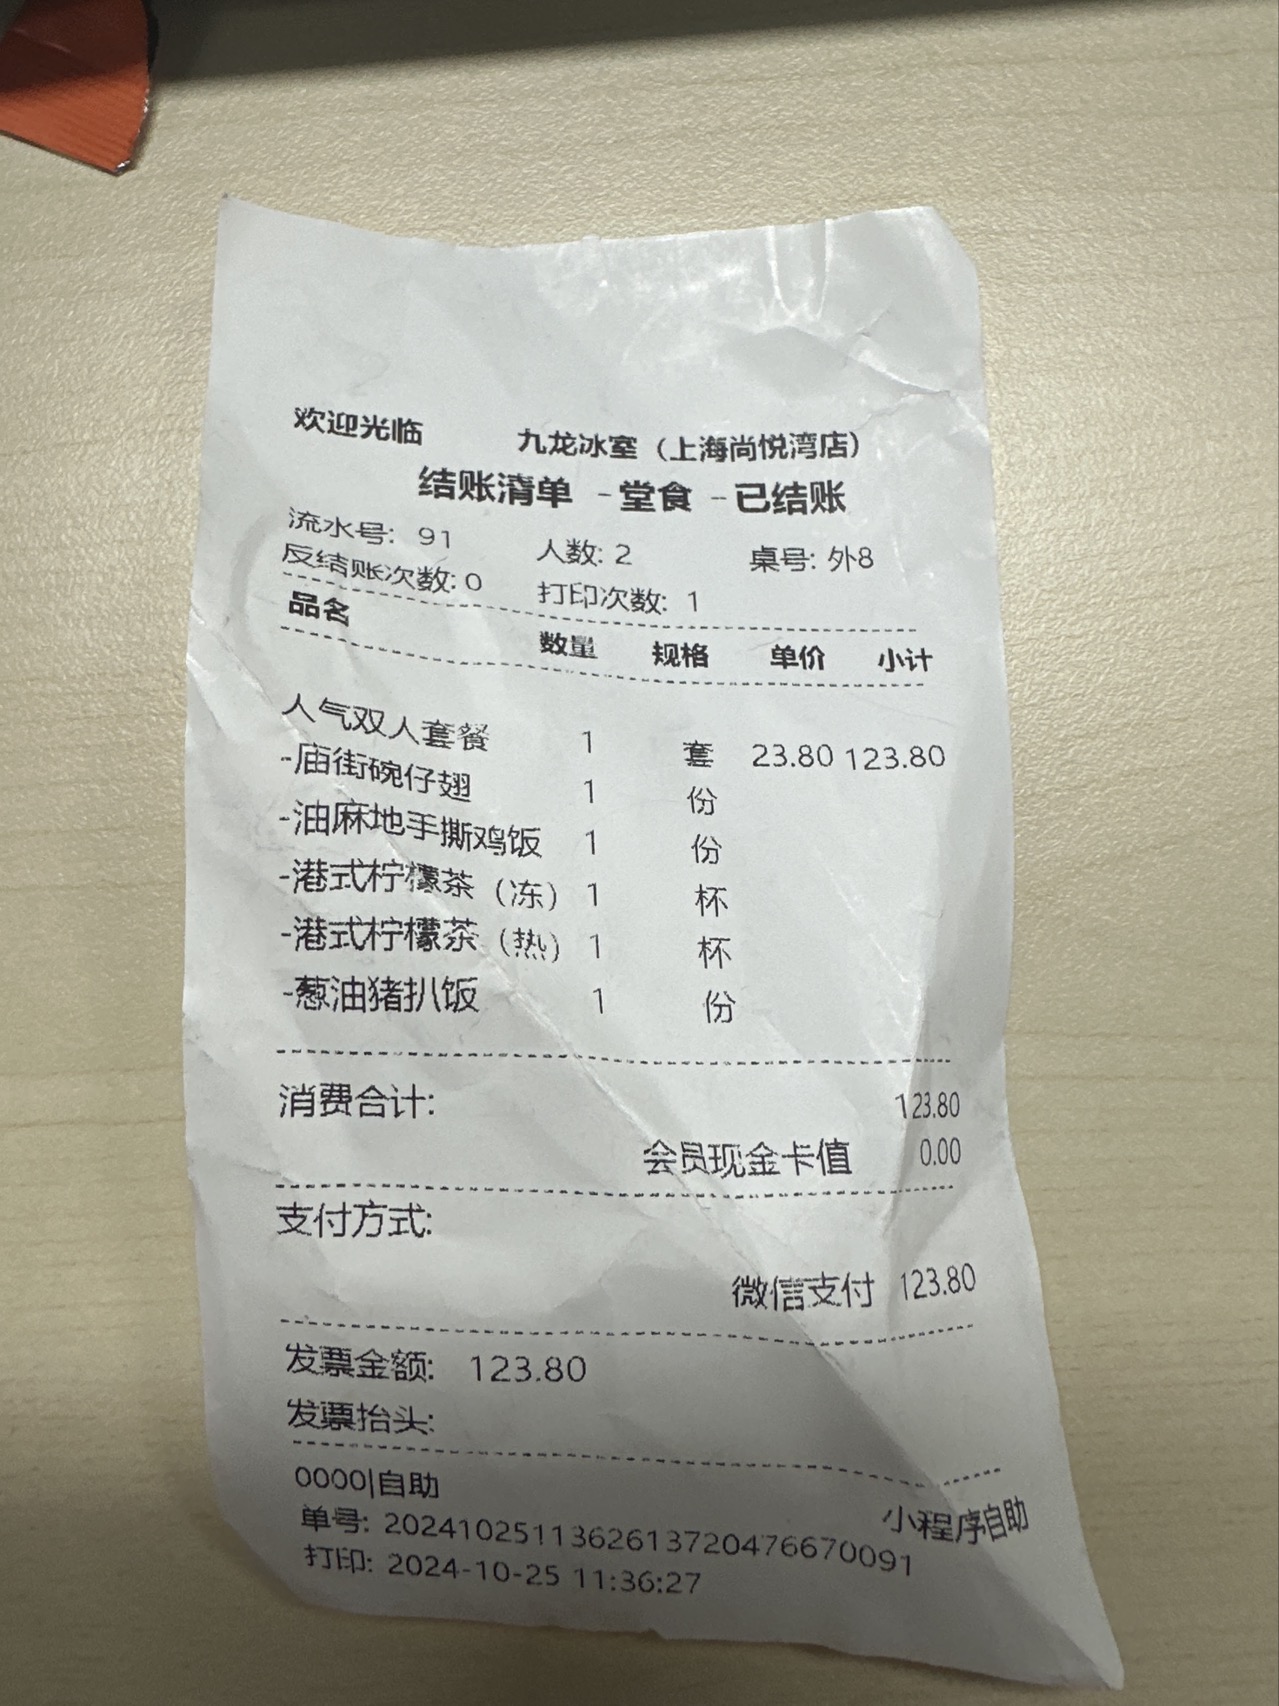 欢迎光临 九龙冰室（上海尚悦湾店）
结账清单 -堂食 -已结账
流水号: 91 人数: 2 桌号: 外8
反结账次数: 0 打印次数: 1
品名 数量 规格 单价 小计
人气双人套餐 1 套 23.80 123.80
-庙街碗仔翅 1 份
-油麻地手撕鸡饭 1 份
-港式柠檬茶（冻） 1 杯
-港式柠檬茶（热） 1 杯
-葱油猪扒饭 1 份
消费合计: 123.80
会员现金卡值 0.00
支付方式:
微信支付 123.80
发票金额: 123.80
发票抬头:
0000|自助 小程序自助
单号: 2024102511362613720476670091
打印: 2024-10-25 11:36:27